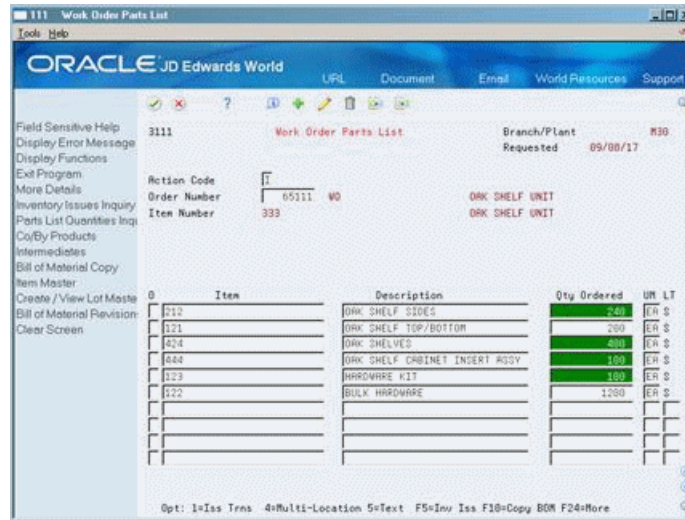 111 Work Order Parts List
Tools Help
ORACLE JD Edwards World
URL Document Email World Resources Support
Field Sensitive Help
Display Error Message
Display Functions
Exit Program
More Details
Inventory Issues Inquiry
Parts List Quantities Inqu
Co/By Products
Intermediates
Bill of Material Copy
Item Master
Create / View Lot Maste
Bill of Material Revision
Clear Screen
3111 Work Order Parts List Branch/Plant M30
Requested 09/08/17
Action Code I
Order Number 65111 WO OAK SHELF UNIT
Item Number 333 OAK SHELF UNIT
O Item Description Qty Ordered UM LT
212 OAK SHELF SIDES 240 EA S
121 OAK SHELF TOP/BOTTOM 200 EA S
424 OAK SHELVES 400 EA S
444 OAK SHELF CABINET INSERT ASSY 100 EA S
123 HARDWARE KIT 100 EA S
122 BULK HARDWARE 1200 EA S
Opt: 1=Iss Trns 4=Multi-Location 5=Text F5=Inv Iss F10=Copy BOM F24=More